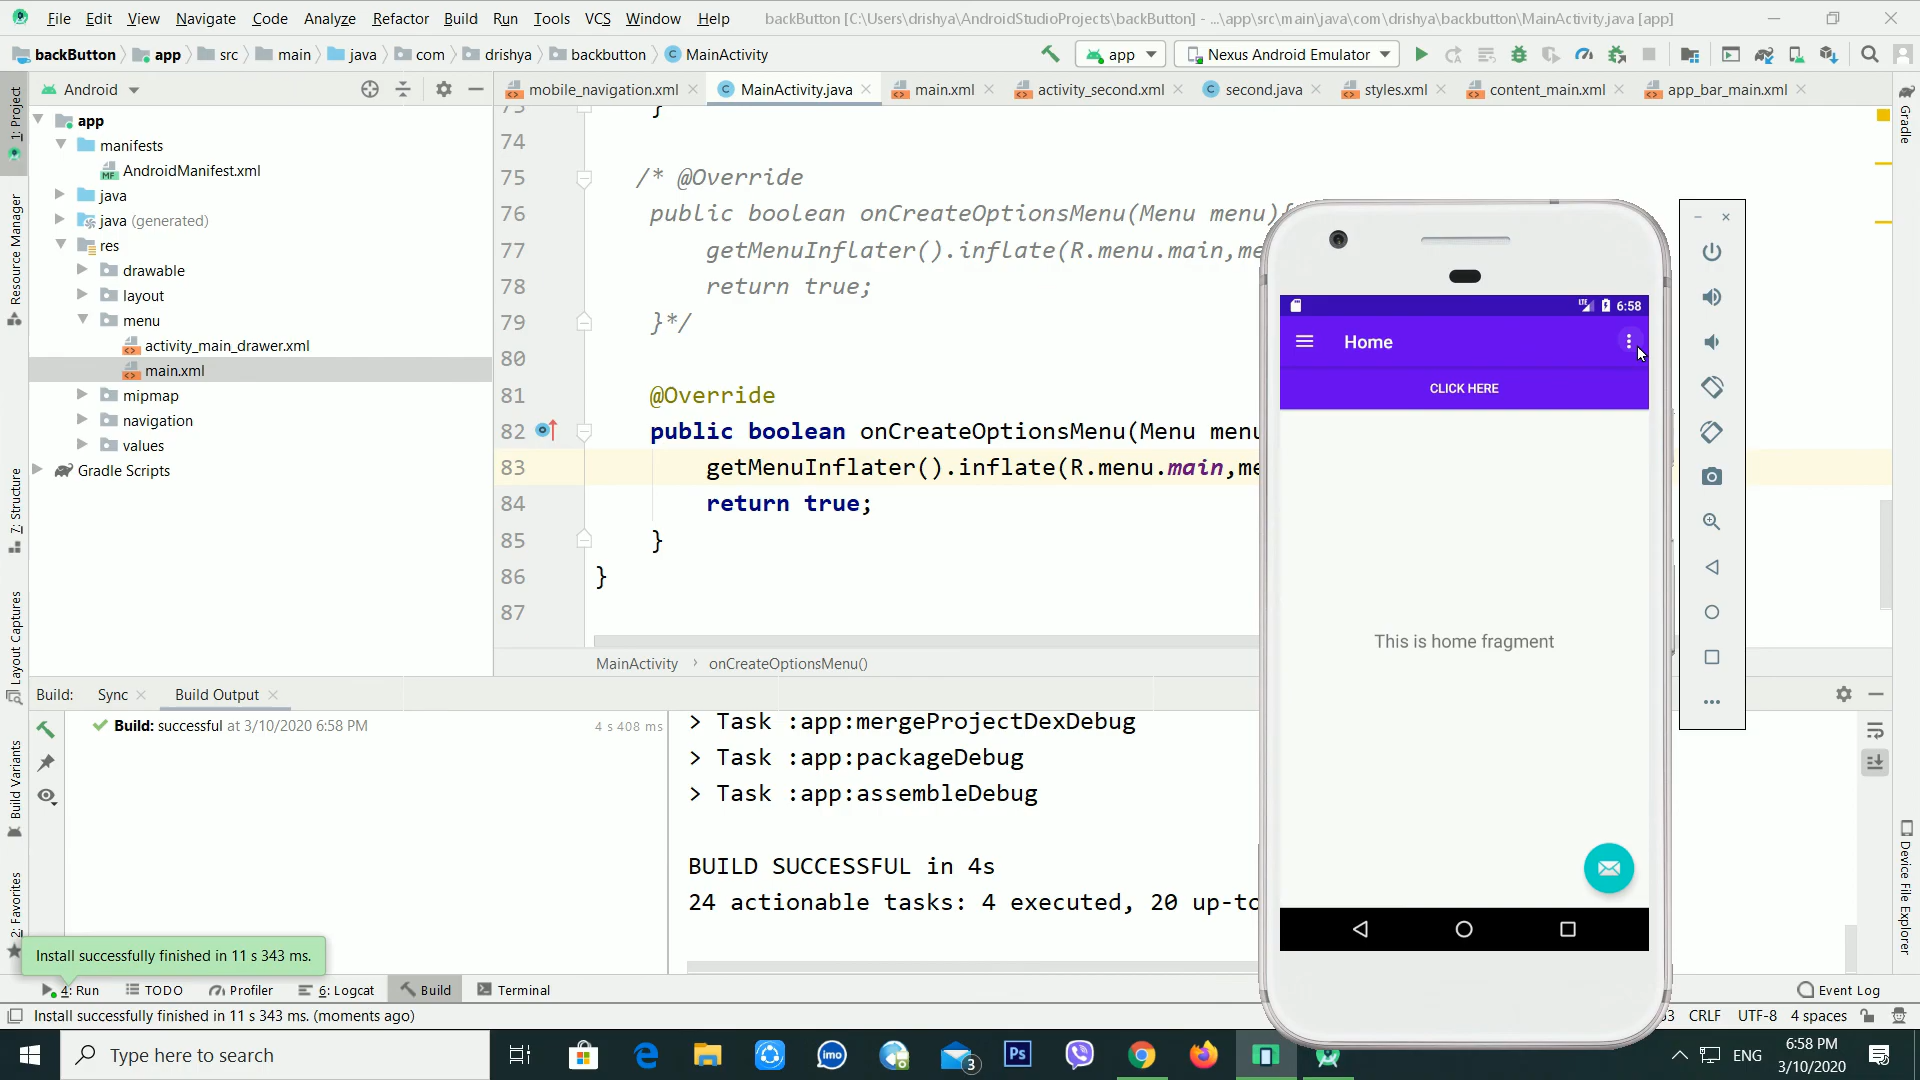 File Edit View Navigate Code Analyze Refactor Build Run Tools VCS Window Help backButton [C:\Users\drishya\AndroidStudioProjects\backButton] - ...\app\src\main\java\com\drishya\backbutton\MainActivity.java [app]
backButton app src main java com drishya backbutton MainActivity app Nexus Android Emulator
Android
mobile_navigation.xml MainActivity.java main.xml activity_second.xml second.java styles.xml content_main.xml app_bar_main.xml
1: Project
Resource Manager
7: Structure
Layout Captures
Build Variants
2: Favorites
app
manifests
AndroidManifest.xml
java
java (generated)
res
drawable
layout
menu
activity_main_drawer.xml
main.xml
mipmap
navigation
values
Gradle Scripts
73 }
74
75 /* @Override
76 public boolean onCreateOptionsMenu(Menu menu){
77 getMenuInflater().inflate(R.menu.main,me
78 return true;
79 }*/
80
81 @Override
82 public boolean onCreateOptionsMenu(Menu menu
83 getMenuInflater().inflate(R.menu.main,me
84 return true;
85 }
86 }
87
MainActivity › onCreateOptionsMenu()
6:58
Home
CLICK HERE
This is home fragment
Gradle
Device File Explorer
Build: Sync Build Output
Build: successful at 3/10/2020 6:58 PM 4 s 408 ms
> Task :app:mergeProjectDexDebug
> Task :app:packageDebug
> Task :app:assembleDebug
BUILD SUCCESSFUL in 4s
24 actionable tasks: 4 executed, 20 up-to
Install successfully finished in 11 s 343 ms.
4: Run TODO Profiler 6: Logcat Build Terminal Event Log
Install successfully finished in 11 s 343 ms. (moments ago) CRLF UTF-8 4 spaces
Type here to search
imo
3
Ps
ENG
6:58 PM
3/10/2020